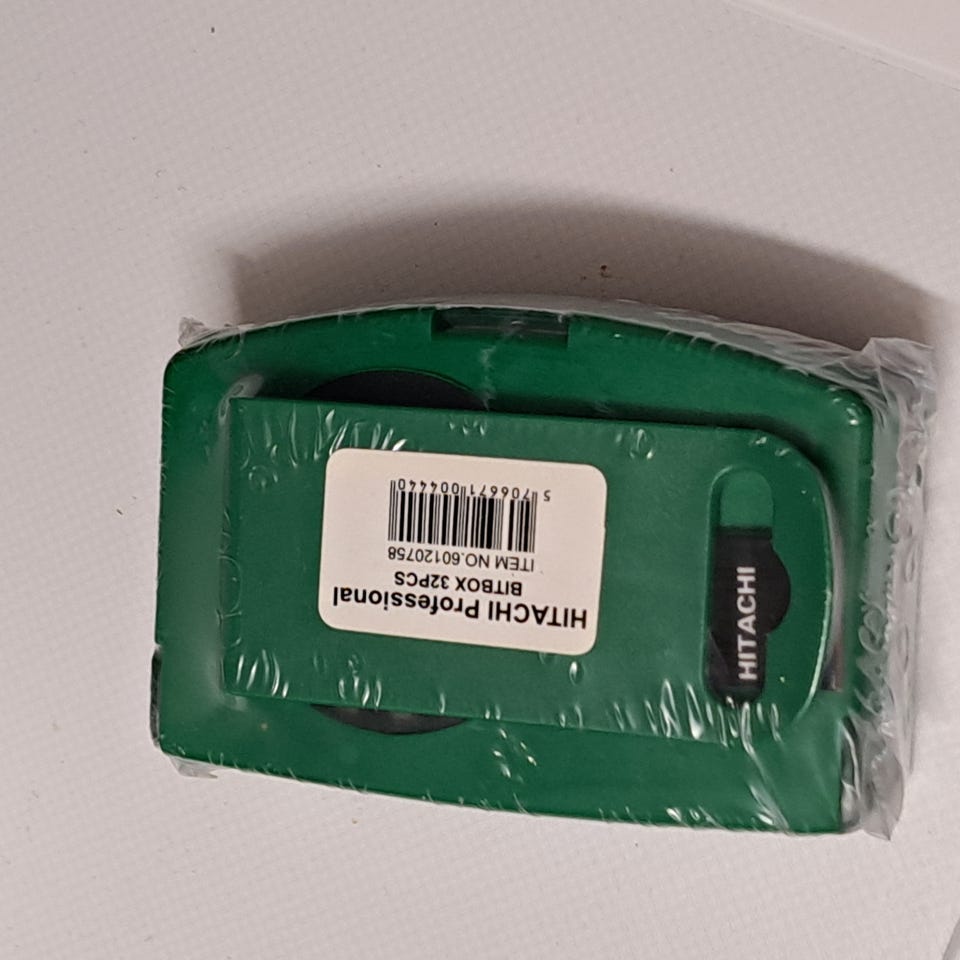 HITACHI Professional
BITBOX 32PCS
ITEM NO.60120758
5 706671 004440
HITACHI